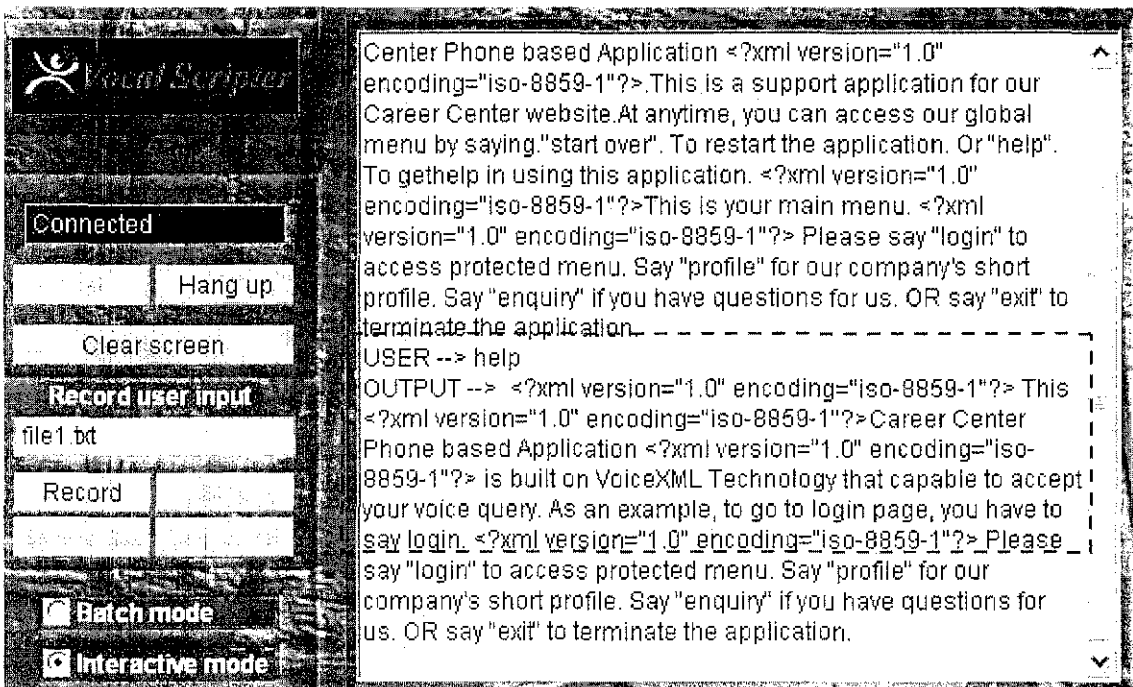 Vocal Scripter
Connected
Hang up
Clear screen
Record user input
file1.txt
Record
Batch mode
Interactive mode
Center Phone based Application <?xml version="1.0"
encoding="iso-8859-1"?>.This is a support application for our
Career Center website.At anytime, you can access our global
menu by saying."start over". To restart the application. Or "help".
To gethelp in using this application. <?xml version="1.0"
encoding="iso-8859-1"?>This is your main menu. <?xml
version="1.0" encoding="iso-8859-1"?> Please say "login" to
access protected menu. Say "profile" for our company's short
profile. Say "enquiry" if you have questions for us. OR say "exit" to
terminate the application.
USER --> help
OUTPUT --> <?xml version="1.0" encoding="iso-8859-1"?> This
<?xml version="1.0" encoding="iso-8859-1"?>Career Center
Phone based Application <?xml version="1.0" encoding="iso-
8859-1"?> is built on VoiceXML Technology that capable to accept
your voice query. As an example, to go to login page, you have to
say login. <?xml version="1.0" encoding="iso-8859-1"?> Please
say "login" to access protected menu. Say "profile" for our
company's short profile. Say "enquiry" if you have questions for
us. OR say "exit" to terminate the application.